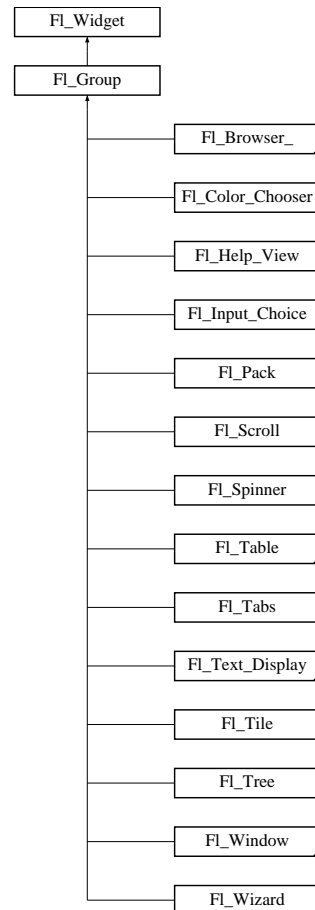 Fl_Widget
Fl_Group
Fl_Browser_
Fl_Color_Chooser
Fl_Help_View
Fl_Input_Choice
Fl_Pack
Fl_Scroll
Fl_Spinner
Fl_Table
Fl_Tabs
Fl_Text_Display
Fl_Tile
Fl_Tree
Fl_Window
Fl_Wizard